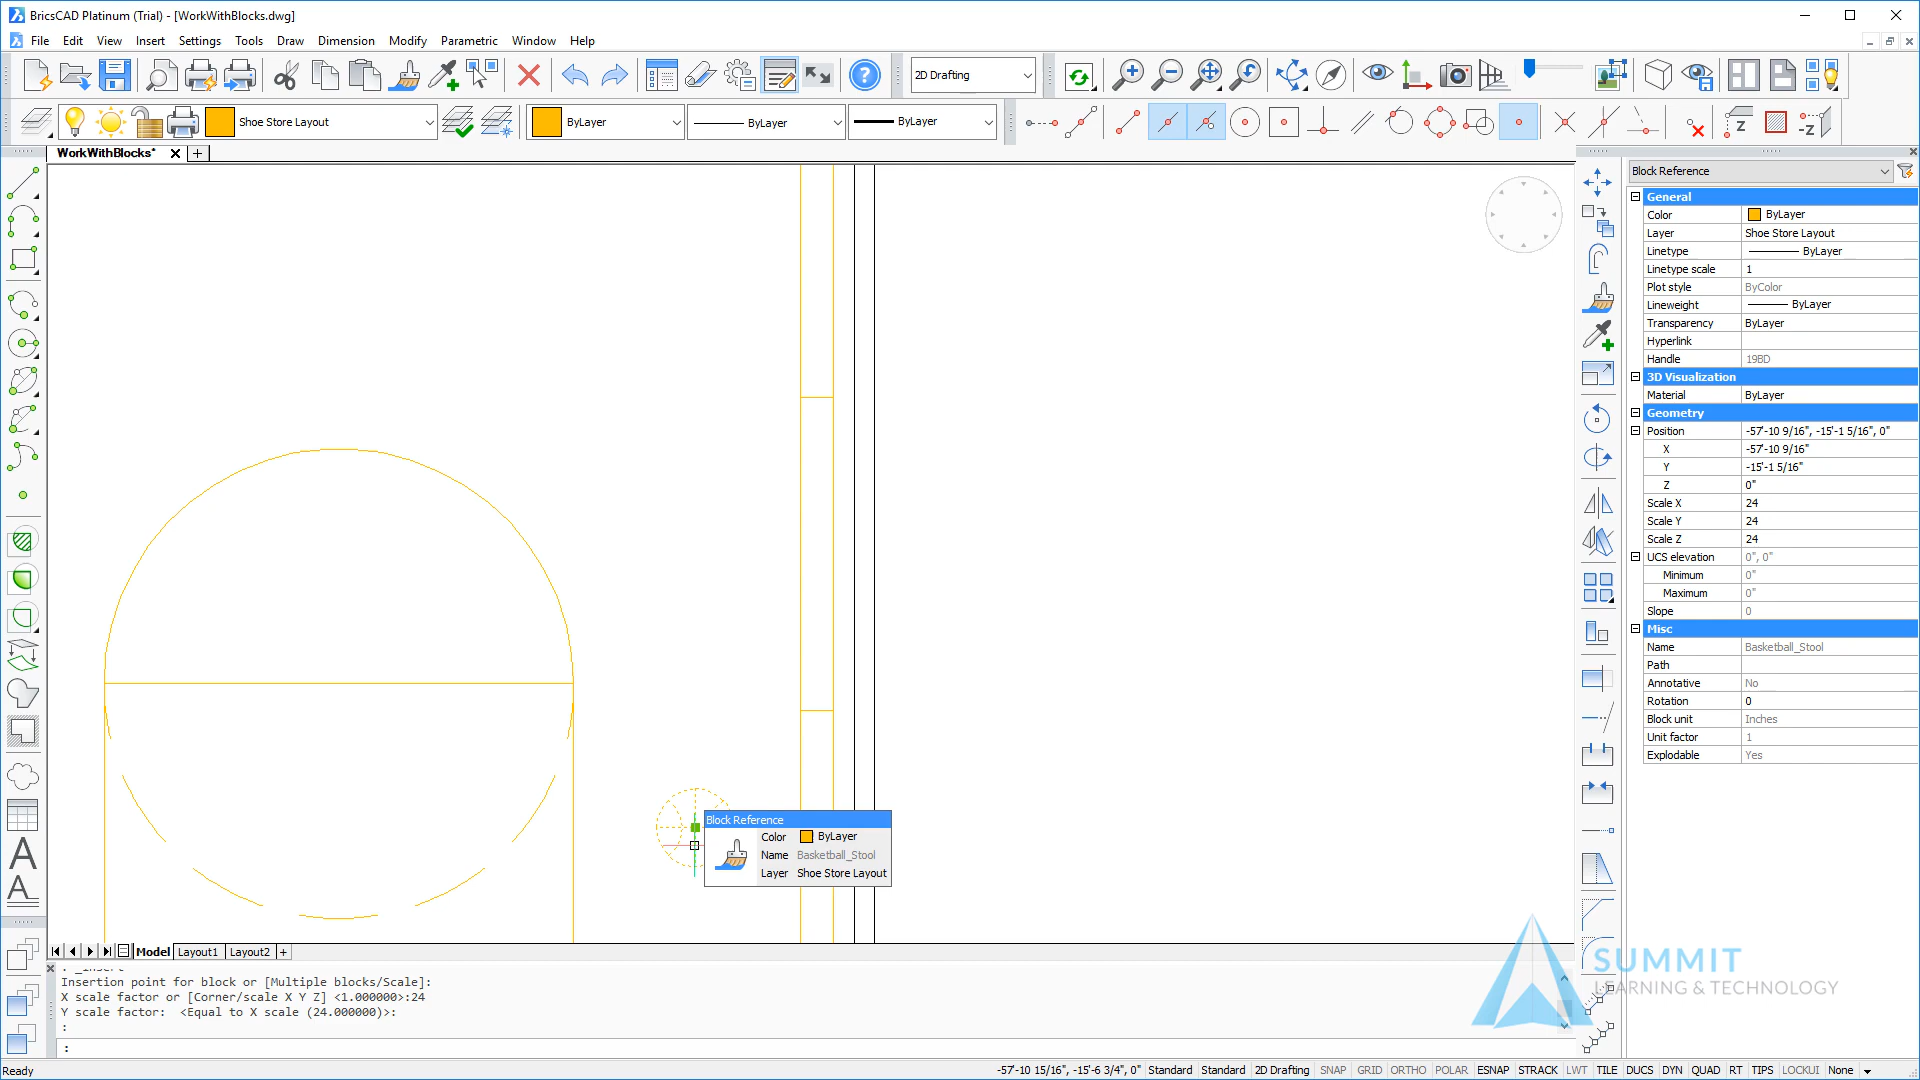 BricsCAD Platinum (Trial) - [WorkWithBlocks.dwg]
File Edit View Insert Settings Tools Draw Dimension Modify Parametric Window Help
2D Drafting
Shoe Store Layout
ByLayer
ByLayer
ByLayer
WorkWithBlocks*
Block Reference
General
Color ByLayer
Layer Shoe Store Layout
Linetype ByLayer
Linetype scale 1
Plot style ByColor
Lineweight ByLayer
Transparency ByLayer
Hyperlink
Handle 19BD
3D Visualization
Material ByLayer
Geometry
Position -57'-10 9/16", -15'-1 5/16", 0"
X -57'-10 9/16"
Y -15'-1 5/16"
Z 0"
Scale X 24
Scale Y 24
Scale Z 24
UCS elevation 0", 0"
Minimum 0"
Maximum 0"
Slope 0
Misc
Name Basketball_Stool
Path
Annotative No
Rotation 0
Block unit Inches
Unit factor 1
Explodable Yes
Block Reference
Color ByLayer
Name Basketball_Stool
Layer Shoe Store Layout
Model Layout1 Layout2 +
: _insert
Insertion point for block or [Multiple blocks/Scale]:
X scale factor or [Corner/scale X Y Z] <1.000000>:24
Y scale factor:  <Equal to X scale (24.000000)>:
:
:
SUMMIT
LEARNING & TECHNOLOGY
Ready
-57'-10 15/16", -15'-6 3/4", 0" Standard Standard 2D Drafting SNAP GRID ORTHO POLAR ESNAP STRACK LWT TILE DUCS DYN QUAD RT TIPS LOCKUI None